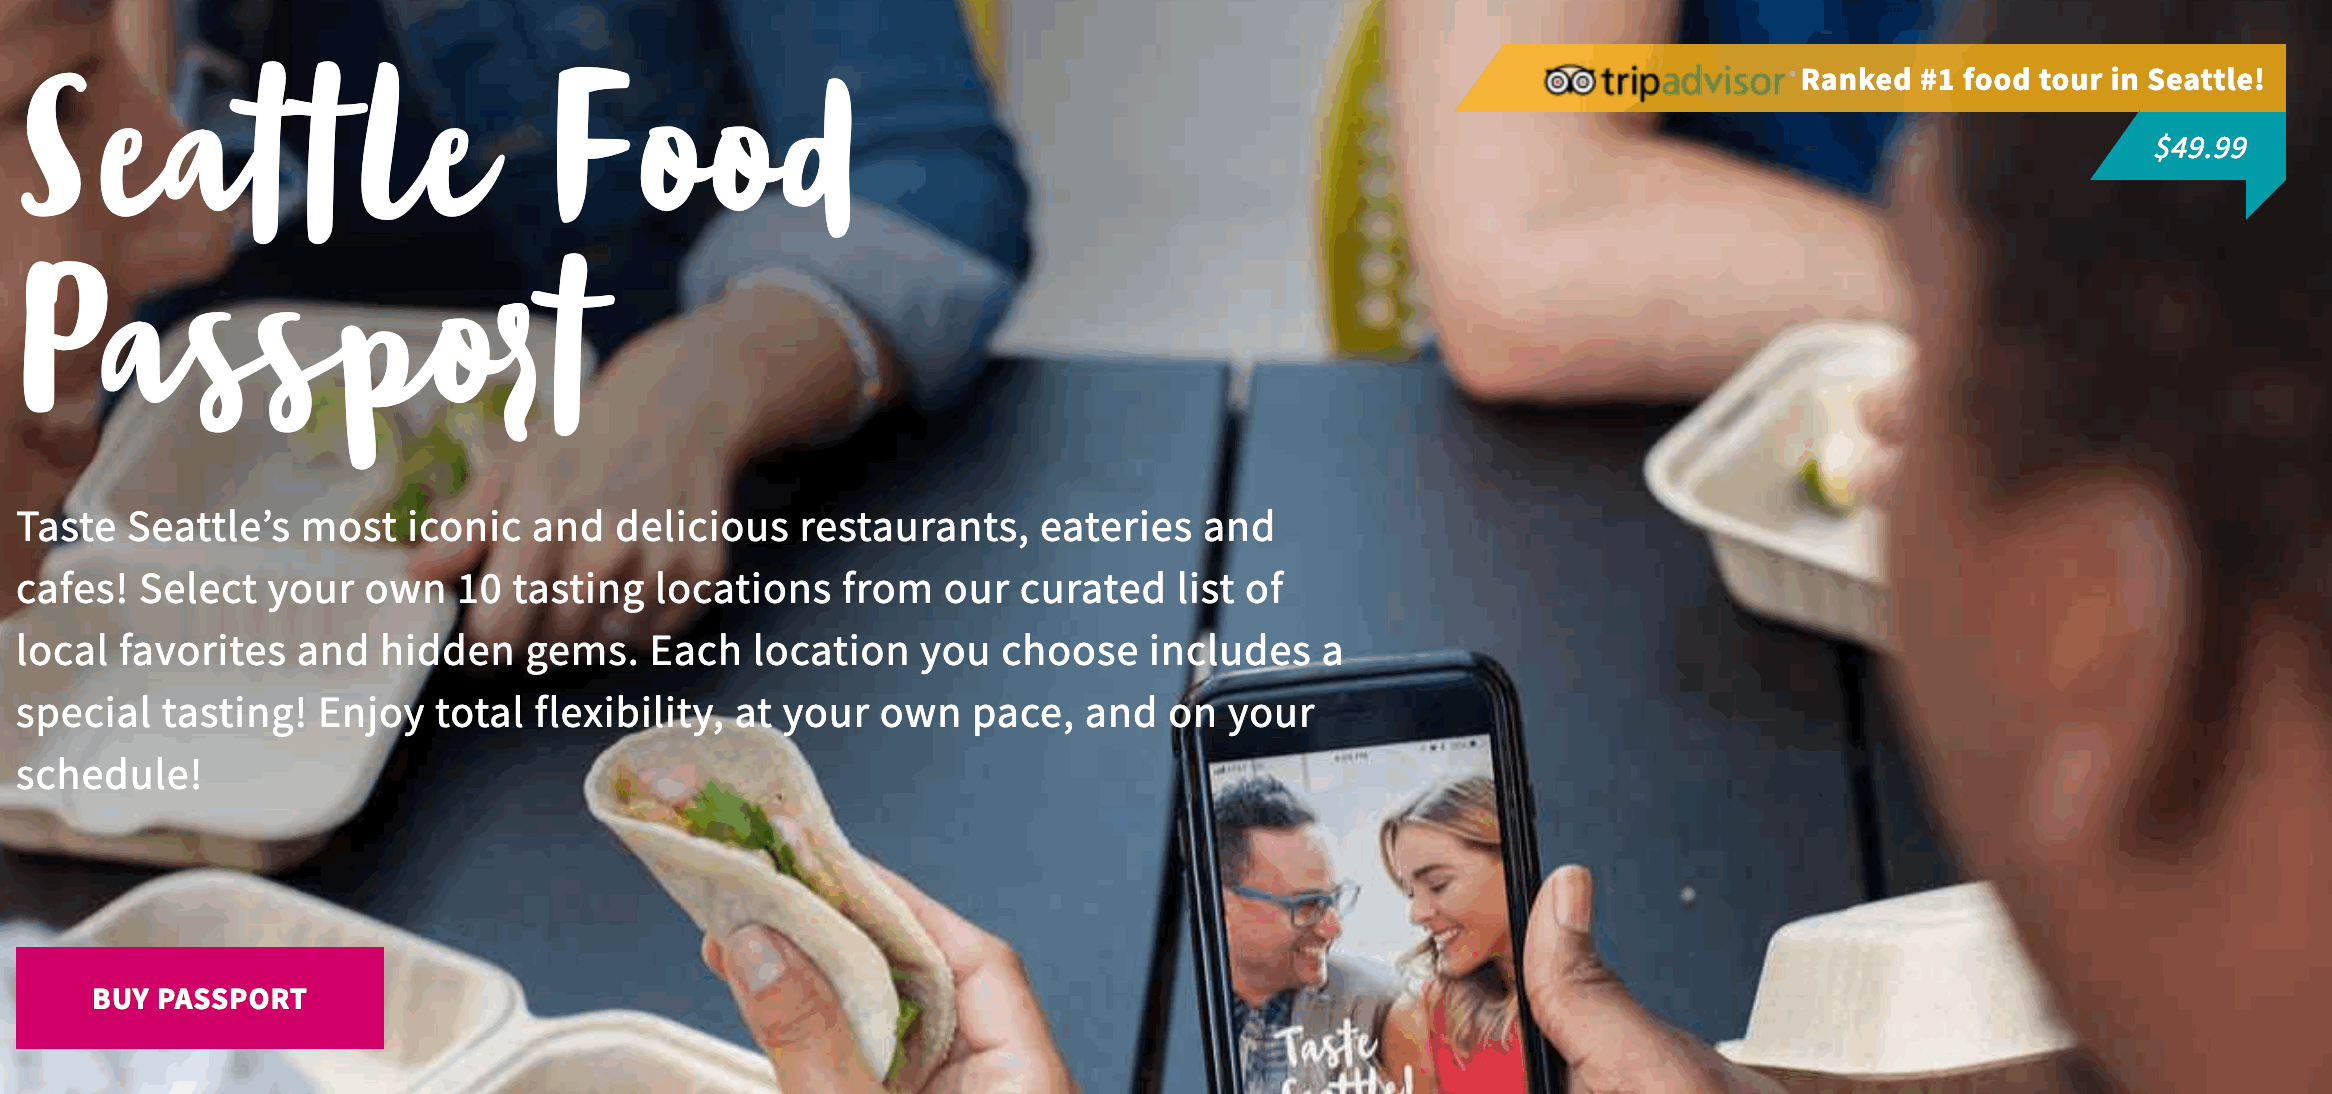 Seattle Food
Passport
tripadvisor® Ranked #1 food tour in Seattle!
$49.99
Taste Seattle’s most iconic and delicious restaurants, eateries and
cafes! Select your own 10 tasting locations from our curated list of
local favorites and hidden gems. Each location you choose includes a
special tasting! Enjoy total flexibility, at your own pace, and on your
schedule!
Taste
Seattle!
BUY PASSPORT